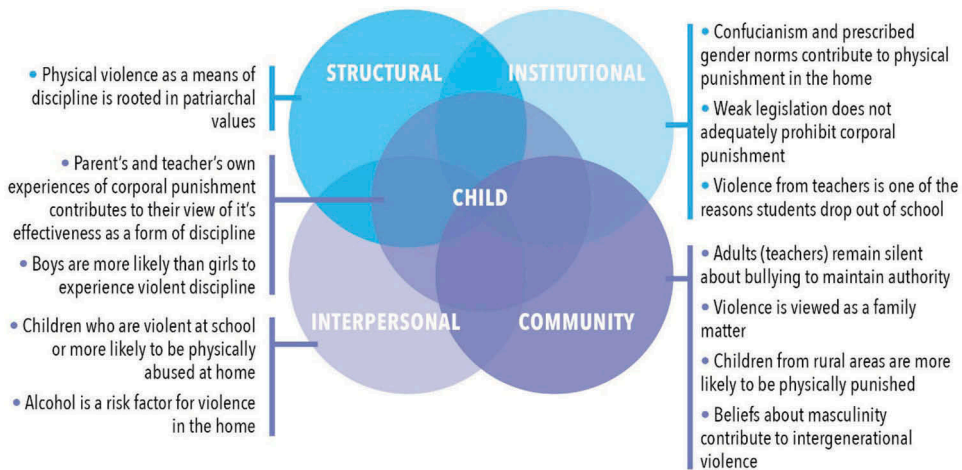 • Physical violence as a means of
discipline is rooted in patriarchal
values
• Parent's and teacher's own
experiences of corporal punishment
contributes to their view of it's
effectiveness as a form of discipline
• Boys are more likely than girls to
experience violent discipline
• Children who are violent at school
or more likely to be physically
abused at home
• Alcohol is a risk factor for violence
in the home
STRUCTURAL
INSTITUTIONAL
CHILD
INTERPERSONAL
COMMUNITY
• Confucianism and prescribed
gender norms contribute to physical
punishment in the home
• Weak legislation does not
adequately prohibit corporal
punishment
• Violence from teachers is one of the
reasons students drop out of school
• Adults (teachers) remain silent
about bullying to maintain authority
• Violence is viewed as a family
matter
• Children from rural areas are more
likely to be physically punished
• Beliefs about masculinity
contribute to intergenerational
violence